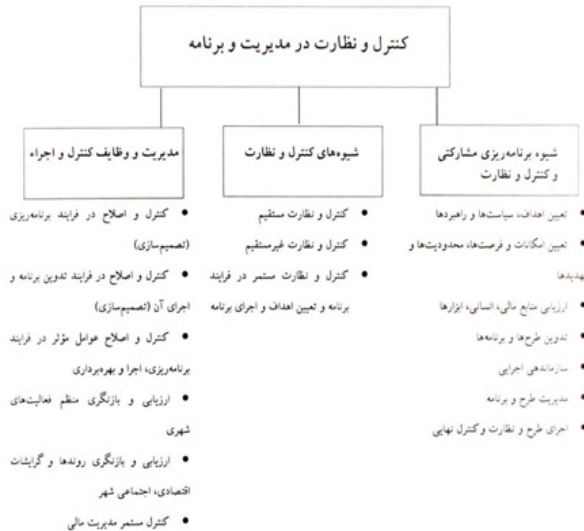 کنترل و نظارت در مدیریت و برنامه
شیوه برنامه‌ریزی مشارکتی
و کنترل و نظارت
• تعیین اهداف، سیاست‌ها و راهبردها
• تعیین امکانات و فرصت‌ها، محدودیت‌ها و
تهدیدها
• ارزیابی منابع مالی، انسانی، ابزارها
• تدوین طرح‌ها و برنامه‌ها
• سازماندهی اجرایی
• مدیریت طرح و برنامه
• اجرای طرح و نظارت و کنترل نهایی
شیوه‌های کنترل و نظارت
• کنترل و نظارت مستقیم
• کنترل و نظارت غیرمستقیم
• کنترل و نظارت مستمر در فرایند
برنامه و تعیین اهداف و اجرای برنامه
مدیریت و وظایف کنترل و اجراء
• کنترل و اصلاح در فرایند برنامه‌ریزی
(تصمیم‌سازی)
• کنترل و اصلاح در فرایند تدوین برنامه و
اجرای آن (تصمیم‌سازی)
• کنترل و اصلاح عوامل مؤثر در فرایند
برنامه‌ریزی، اجرا و بهره‌برداری
• ارزیابی و بازنگری منظم فعالیت‌های
شهری
• ارزیابی و بازنگری روندها و گرایشات
اقتصادی، اجتماعی شهر
• کنترل مستمر مدیریت مالی